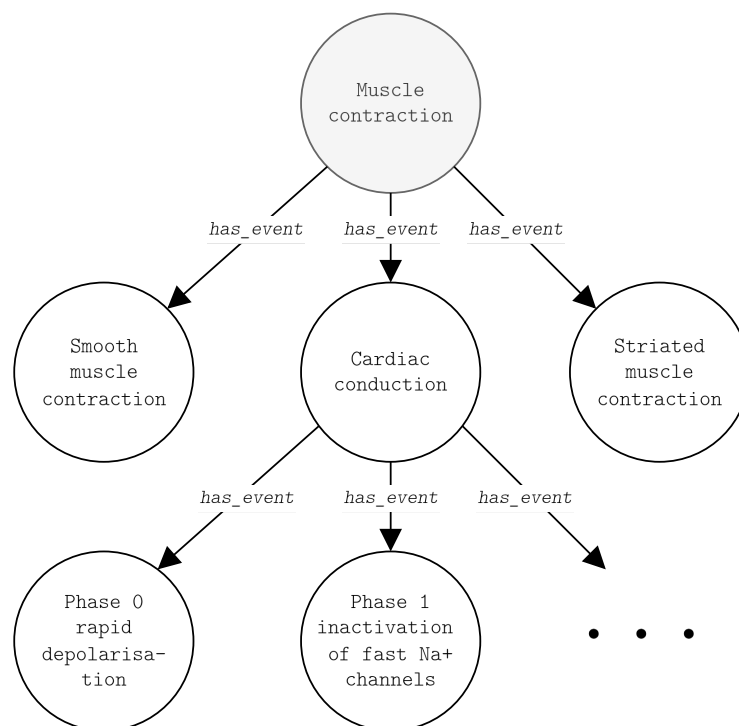 Muscle
contraction
has_event
has_event
has_event
Smooth
muscle
contraction
Cardiac
conduction
Striated
muscle
contraction
has_event
has_event
has_event
Phase 0
rapid
depolarisa-
tion
Phase 1
inactivation
of fast Na+
channels
• • •